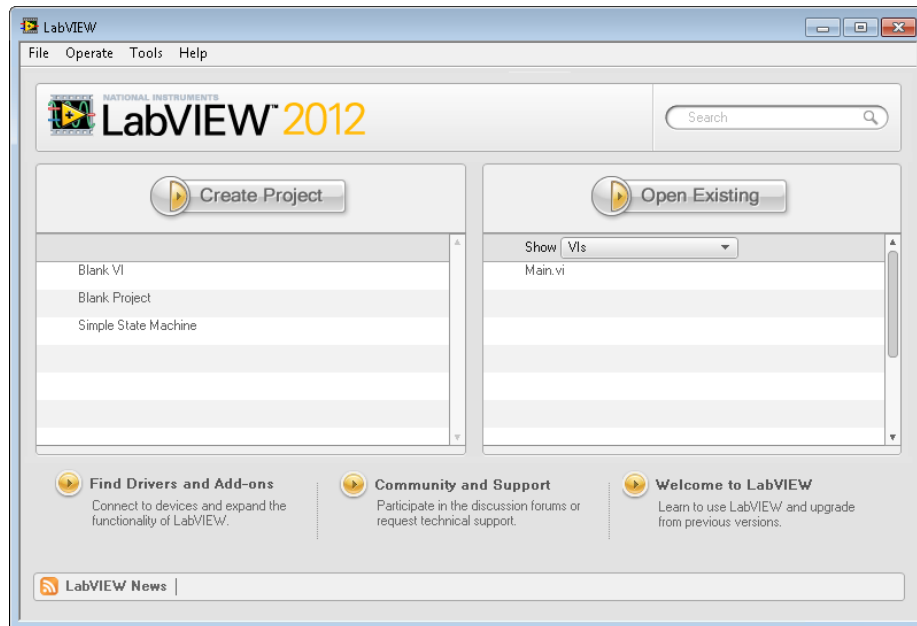 LabVIEW
File Operate Tools Help
NATIONAL INSTRUMENTS
LabVIEW™ 2012
Search
Create Project
Open Existing
Show VIs
Blank VI
Blank Project
Simple State Machine
Main.vi
Find Drivers and Add-ons
Connect to devices and expand the
functionality of LabVIEW.
Community and Support
Participate in the discussion forums or
request technical support.
Welcome to LabVIEW
Learn to use LabVIEW and upgrade
from previous versions.
LabVIEW News